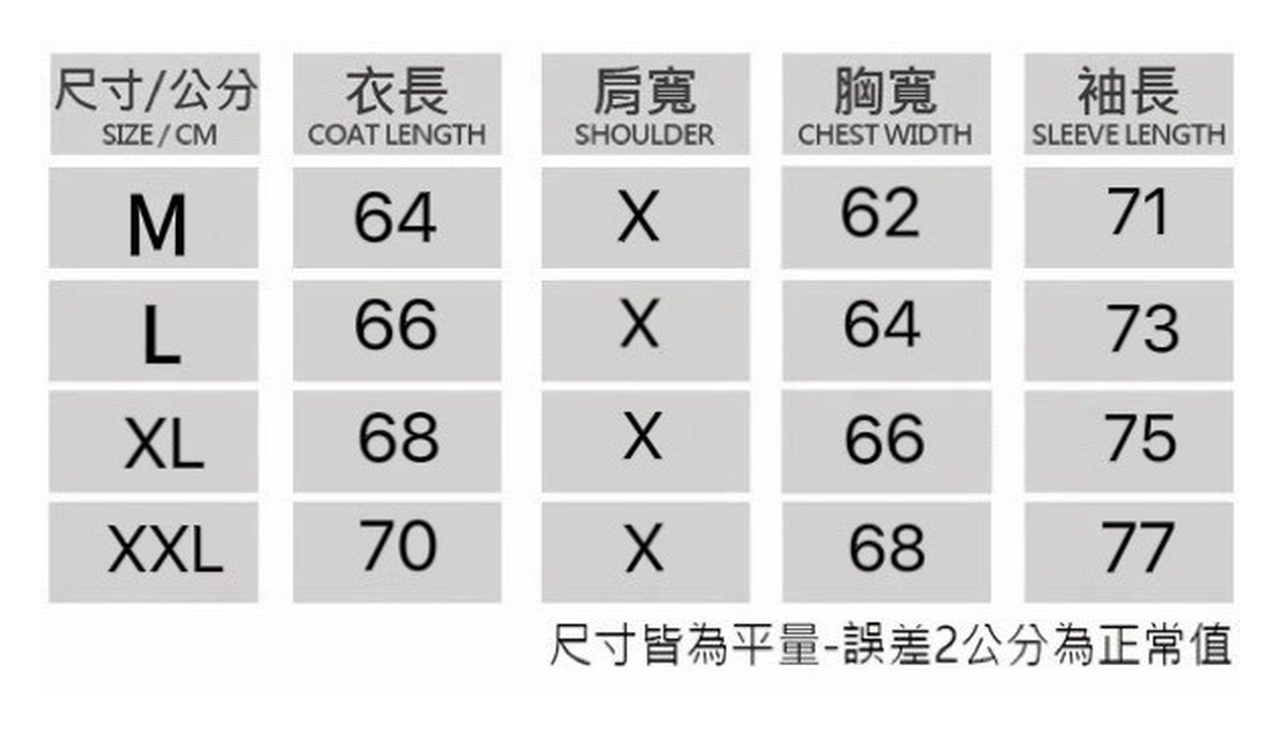 尺寸/公分 衣長 肩寬 胸寬 袖長
SIZE / CM COAT LENGTH SHOULDER CHEST WIDTH SLEEVE LENGTH
M 64 X 62 71
L 66 X 64 73
XL 68 X 66 75
XXL 70 X 68 77
尺寸皆為平量-誤差2公分為正常值